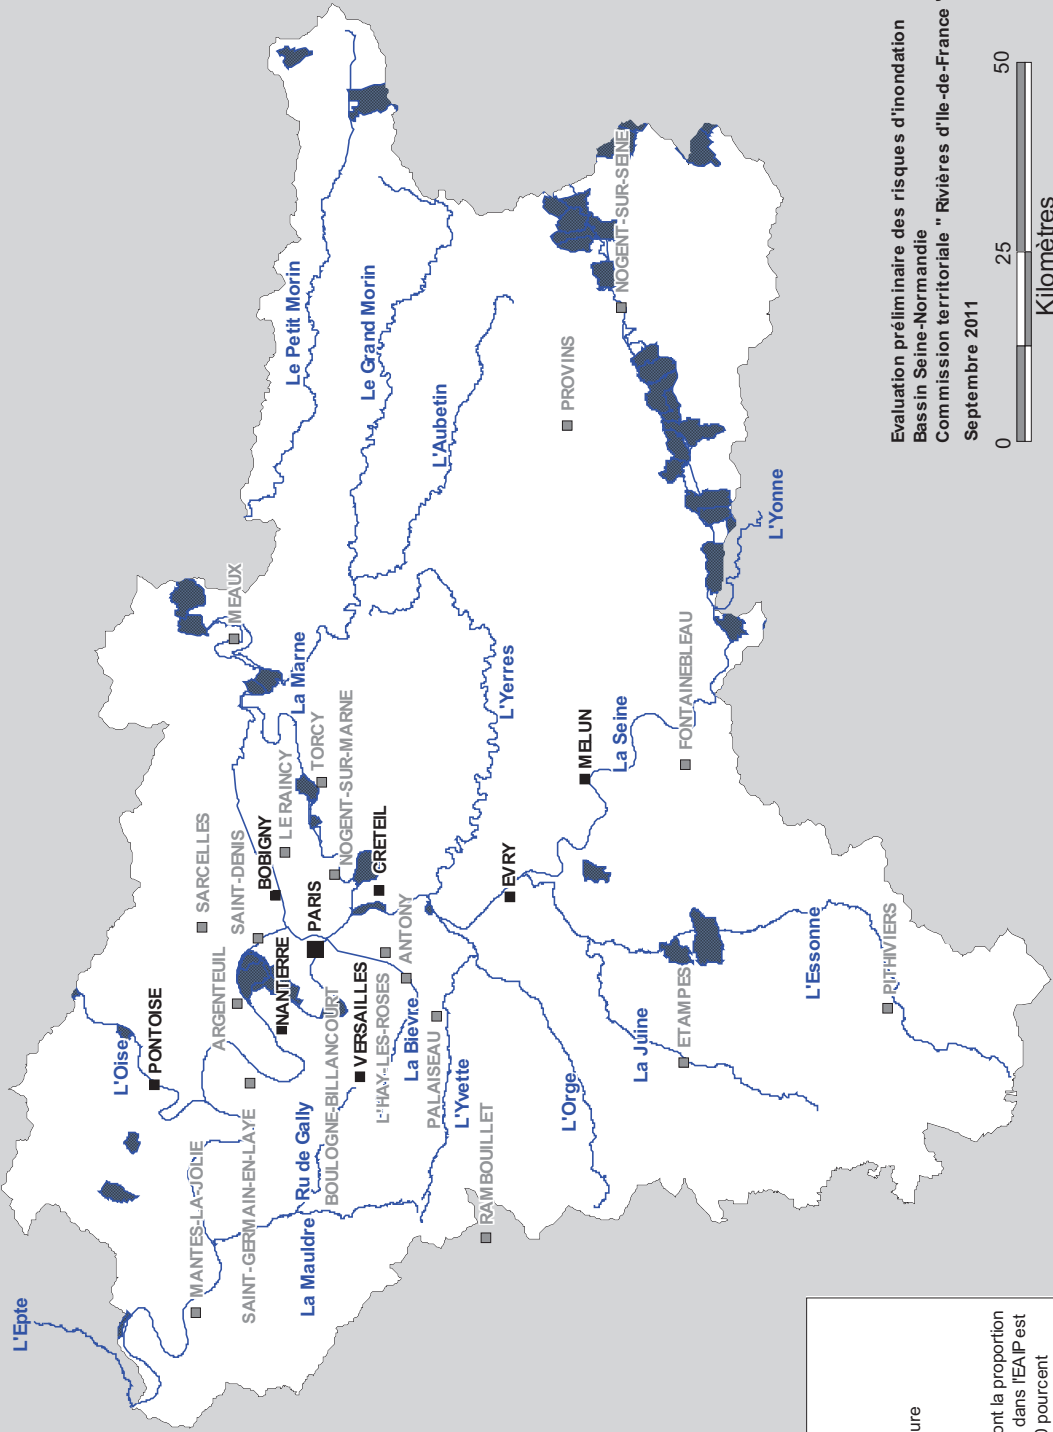 L'Epte
MANTES-LA-JOLIE
L'Oise
PONTOISE
SARCELLES
ARGENTEUIL
SAINT-DENIS
BOBIGNY
LE RAINCY
TORCY
NOGENT-SUR-MARNE
MEAUX
La Marne
Le Petit Morin
Le Grand Morin
L'Aubetin
SAINT-GERMAIN-EN-LAYE
NANTERRE
PARIS
CRETEIL
La Mauldre
Ru de Gally
BOULOGNE-BILLANCOURT
VERSAILLES
L'HAY-LES-ROSES
ANTONY
La Bievre
PALAISEAU
L'Yvette
RAMBOUILLET
L'Orge
EVRY
L'Yerres
MELUN
La Seine
FONTAINEBLEAU
PROVINS
NOGENT-SUR-SEINE
L'Yonne
La Juine
ETAMPES
L'Essonne
PITHIVIERS
Evaluation préliminaire des risques d'inondation
Bassin Seine-Normandie
Commission territoriale " Rivières d'Ile-de-France "
Septembre 2011
0 25 50
Kilomètres
ure
ont la proportion
dans l'EAIP est
0 pourcent